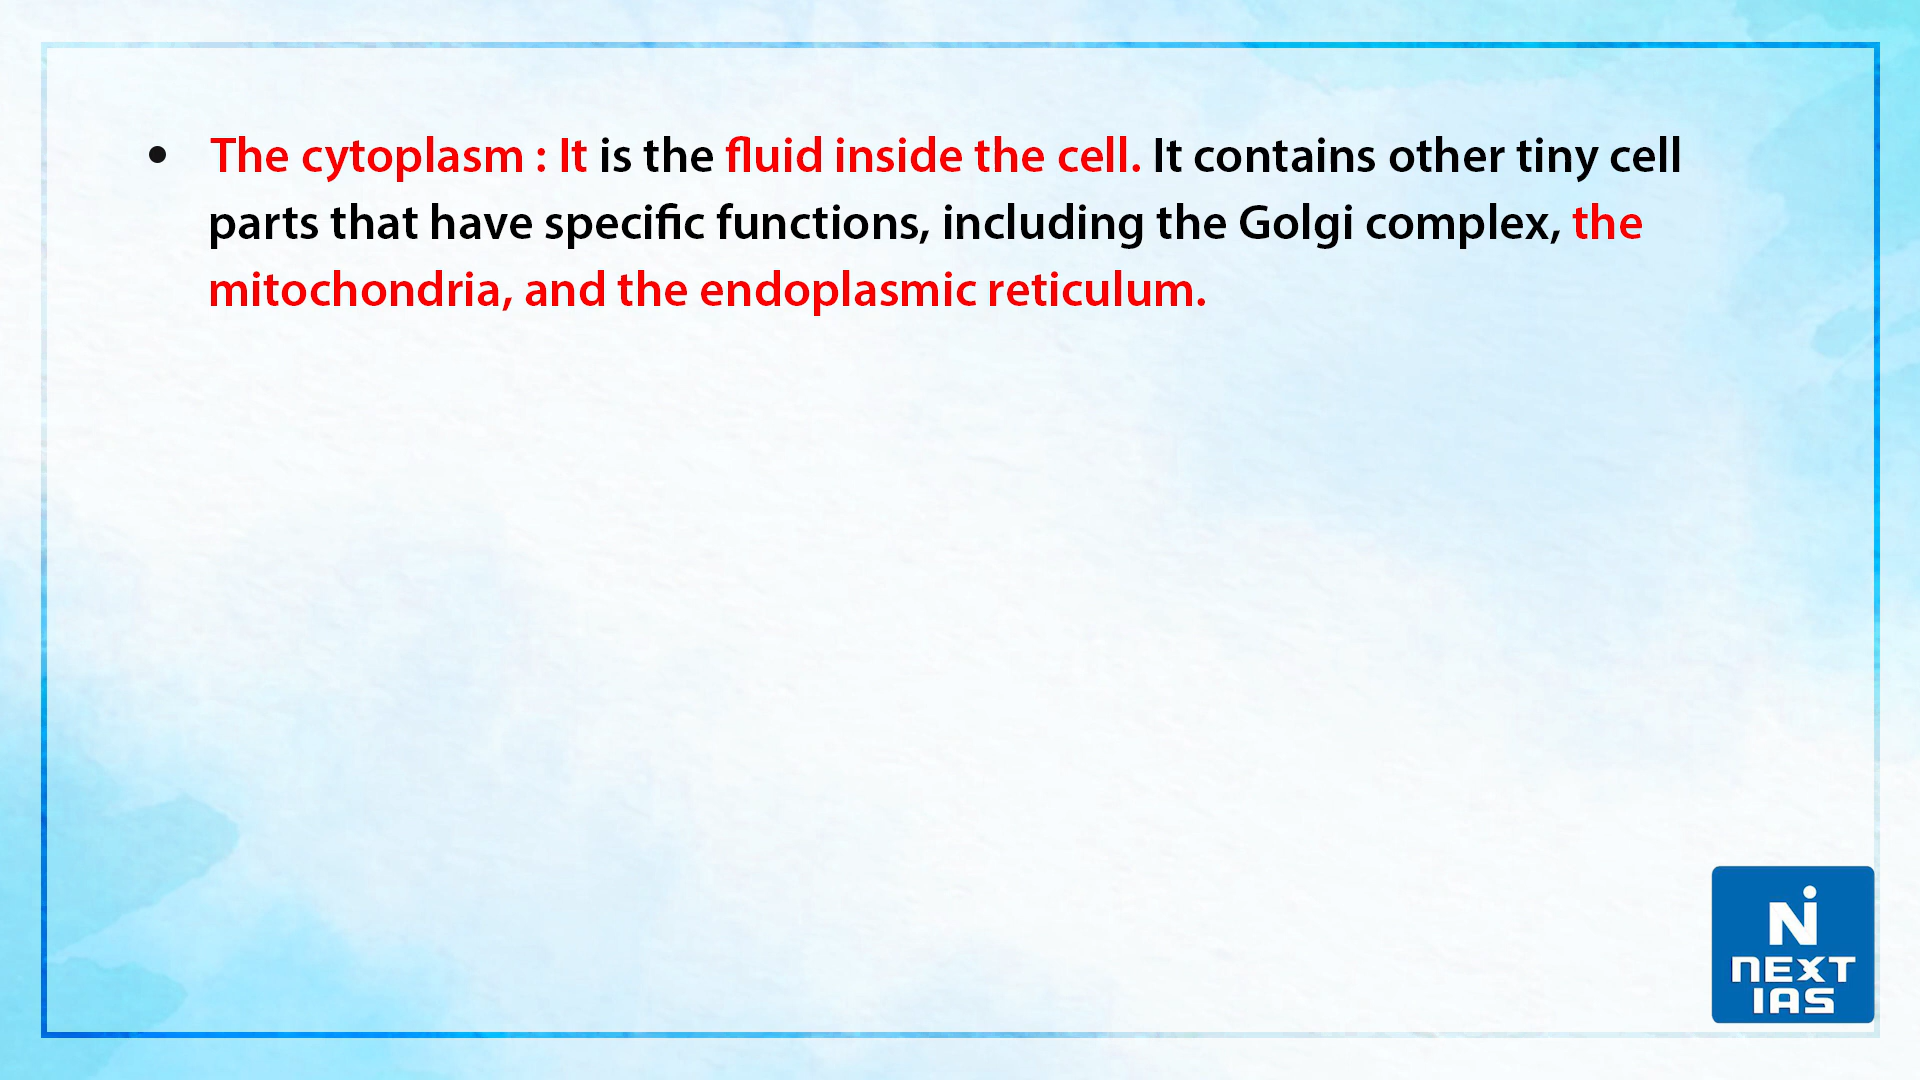 • The cytoplasm : It is the fluid inside the cell. It contains other tiny cell
parts that have specific functions, including the Golgi complex, the
mitochondria, and the endoplasmic reticulum.
Ni
NEXT
IAS